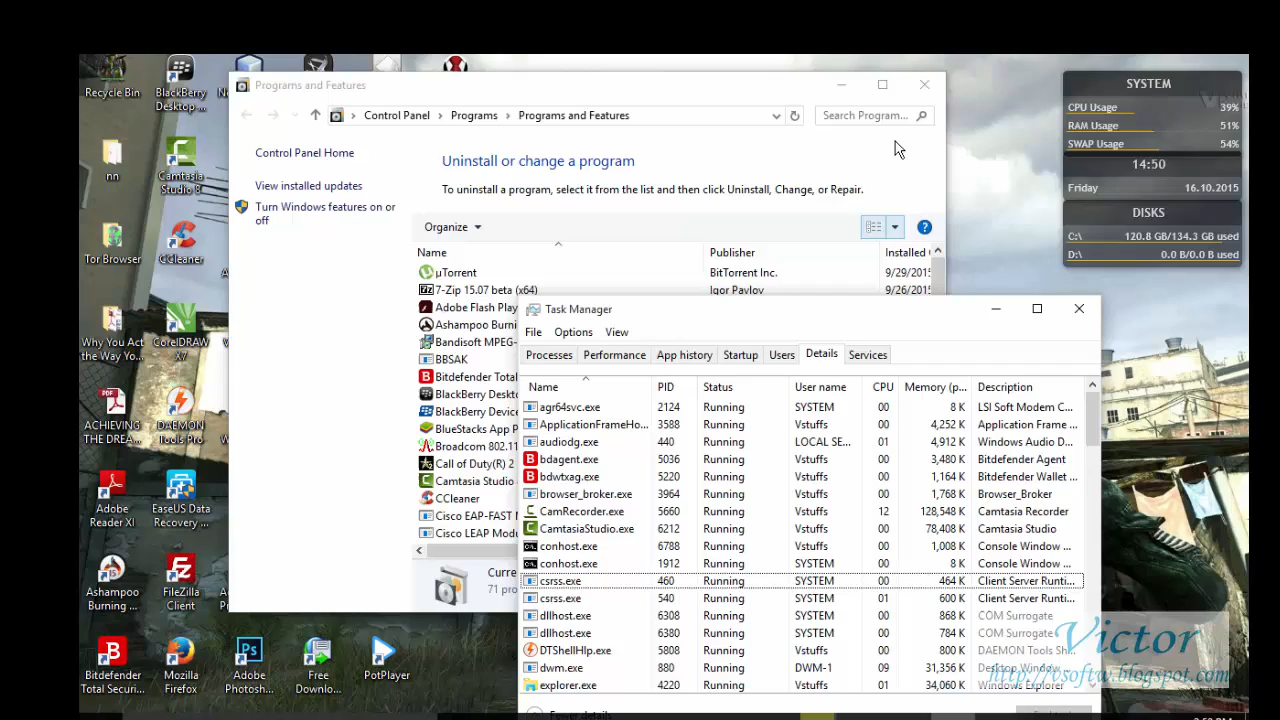 Recycle Bin
BlackBerry
Desktop ...
nn
Camtasia
Studio 8
Tor Browser
CCleaner
Why You Act
the Way Yo...
CorelDRAW
X7
ACHIEVING
THE DREA...
DAEMON
Tools Pro
Adobe
Reader XI
EaseUS Data
Recovery ...
Ashampoo
Burning ...
FileZilla
Client
Bitdefender
Total Securi...
Mozilla
Firefox
Adobe
Photosh...
Free
Downlo...
PotPlayer
Programs and Features
Control Panel > Programs > Programs and Features
Search Program...
Control Panel Home
View installed updates
Turn Windows features on or
off
Uninstall or change a program
To uninstall a program, select it from the list and then click Uninstall, Change, or Repair.
Organize
Name Publisher Installed
µTorrent BitTorrent Inc. 9/29/2015
7-Zip 15.07 beta (x64) Igor Pavlov 9/26/2015
Adobe Flash Play
Ashampoo Burni
Bandisoft MPEG-
BBSAK
Bitdefender Tota
BlackBerry Deskt
BlackBerry Device
BlueStacks App P
Broadcom 802.11
Call of Duty(R) 2
Camtasia Studio
CCleaner
Cisco EAP-FAST M
Cisco LEAP Modu
Curre
71 pro
Task Manager
File Options View
Processes Performance App history Startup Users Details Services
Name PID Status User name CPU Memory (p... Description
agr64svc.exe 2124 Running SYSTEM 00 8 K LSI Soft Modem C...
ApplicationFrameHo... 3588 Running Vstuffs 00 4,252 K Application Frame ...
audiodg.exe 440 Running LOCAL SE... 01 4,912 K Windows Audio D...
bdagent.exe 5036 Running Vstuffs 00 3,480 K Bitdefender Agent
bdwtxag.exe 5220 Running Vstuffs 00 1,164 K Bitdefender Wallet ...
browser_broker.exe 3964 Running Vstuffs 00 1,768 K Browser_Broker
CamRecorder.exe 5660 Running Vstuffs 12 128,548 K Camtasia Recorder
CamtasiaStudio.exe 6212 Running Vstuffs 00 78,408 K Camtasia Studio
conhost.exe 6788 Running Vstuffs 00 1,008 K Console Window ...
conhost.exe 1912 Running SYSTEM 00 8 K Console Window ...
csrss.exe 460 Running SYSTEM 00 464 K Client Server Runti...
csrss.exe 540 Running SYSTEM 01 600 K Client Server Runti...
dllhost.exe 6308 Running SYSTEM 00 868 K COM Surrogate
dllhost.exe 6380 Running SYSTEM 00 784 K COM Surrogate
DTShellHlp.exe 5808 Running Vstuffs 00 800 K DAEMON Tools Sh...
dwm.exe 880 Running DWM-1 09 31,356 K Desktop Window ...
explorer.exe 4220 Running Vstuffs 01 34,060 K Windows Explorer
Fewer details
SYSTEM
CPU Usage 39%
RAM Usage 51%
SWAP Usage 54%
14:50
Friday 16.10.2015
DISKS
C:\ 120.8 GB/134.3 GB used
D:\ 0.0 B/0.0 B used
Victor
http://vsoftw.blogspot.com